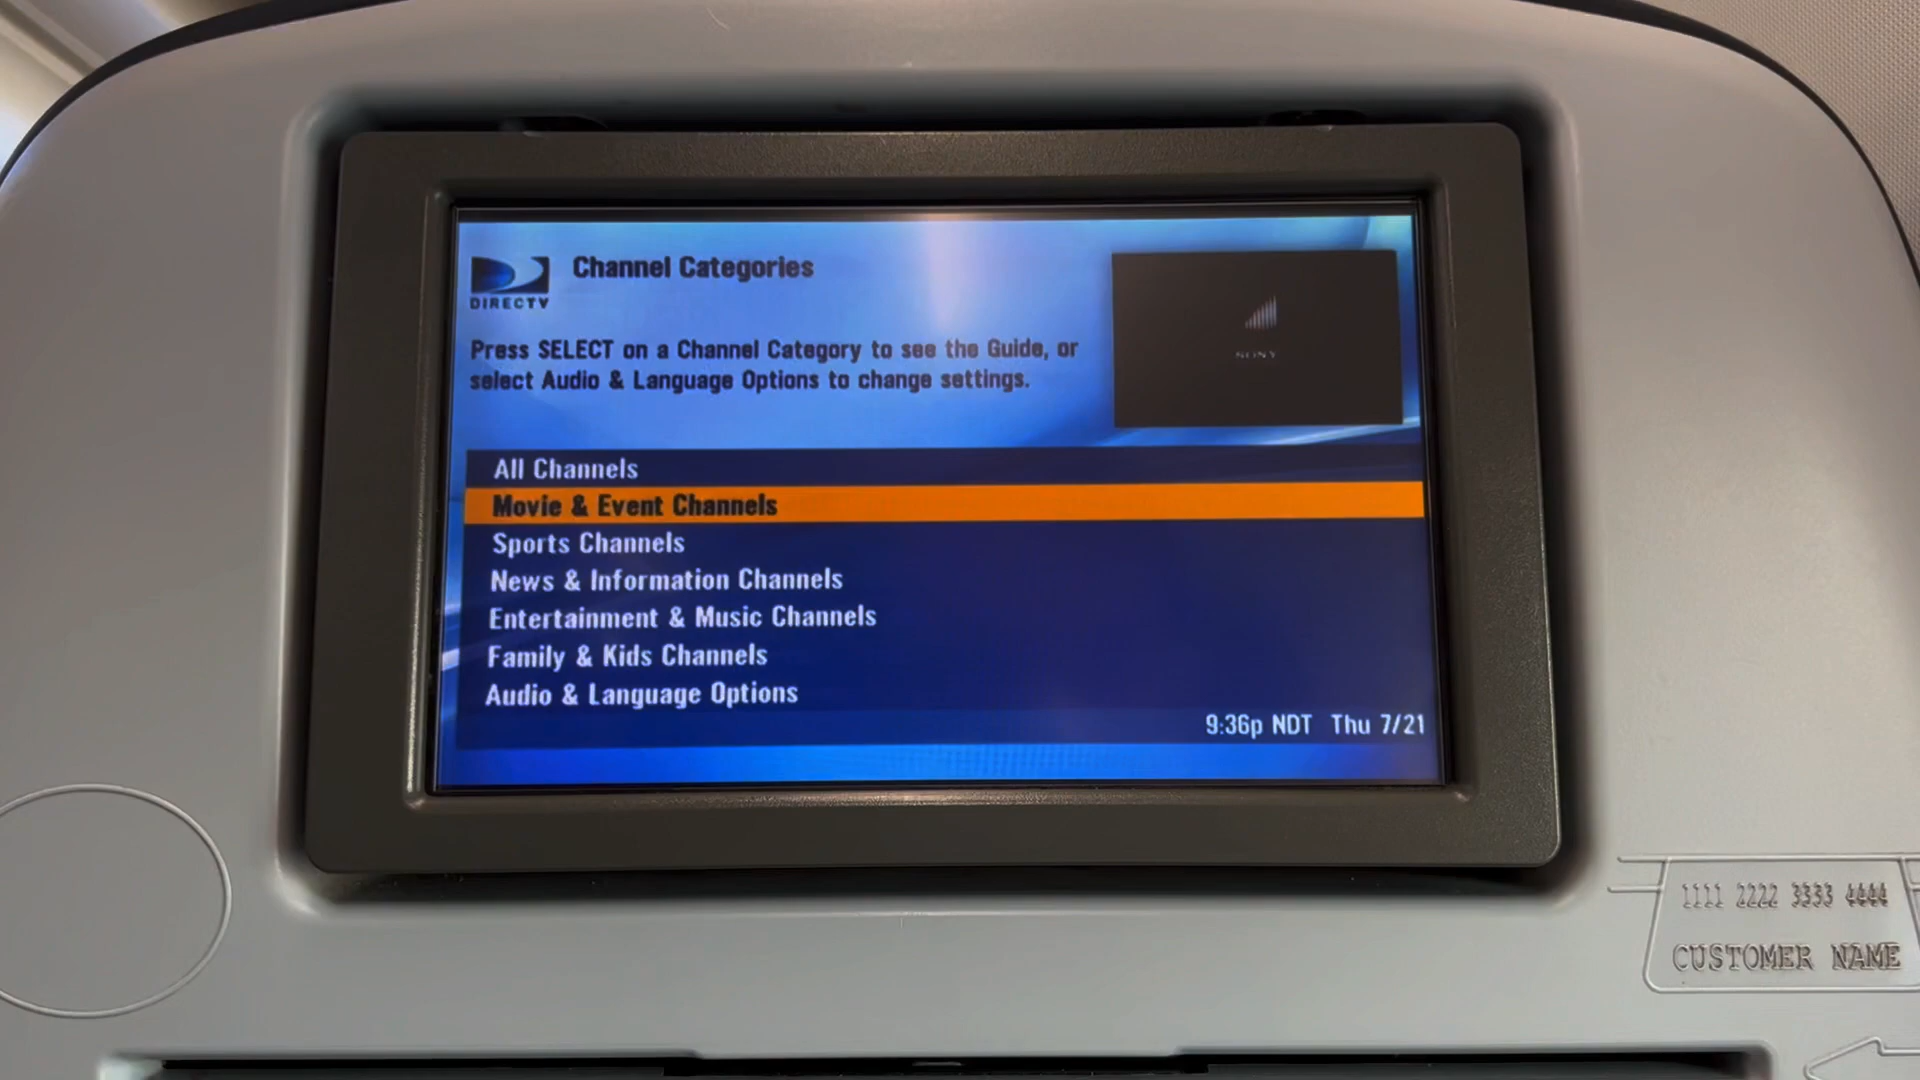 DIRECTV
Channel Categories
Press SELECT on a Channel Category to see the Guide, or
select Audio & Language Options to change settings.
SONY
All Channels
Movie & Event Channels
Sports Channels
News & Information Channels
Entertainment & Music Channels
Family & Kids Channels
Audio & Language Options
9:36p NDT Thu 7/21
1111 2222 3333 4444
CUSTOMER NAME